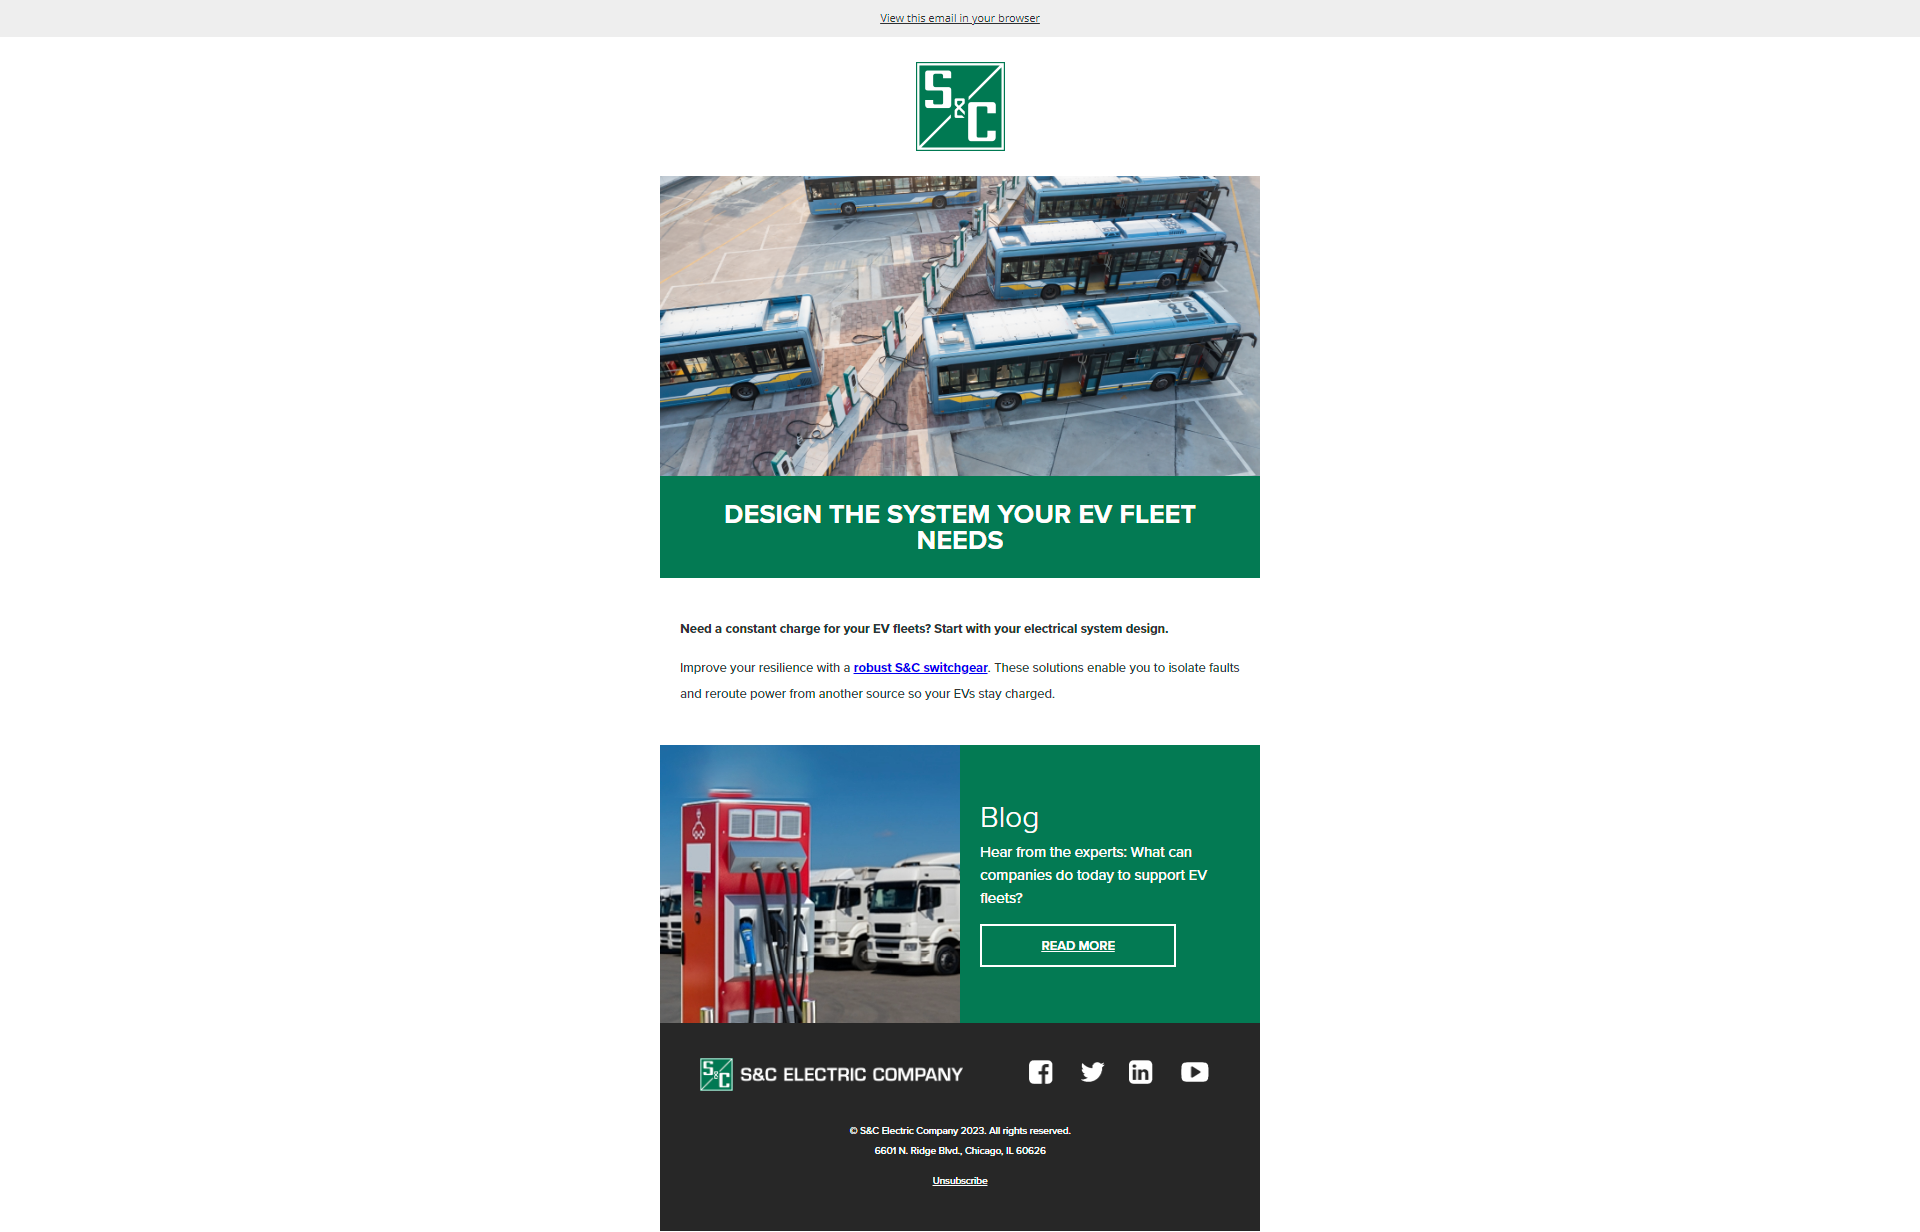 View this email in your browser
S&C
DESIGN THE SYSTEM YOUR EV FLEET
NEEDS
Need a constant charge for your EV fleets? Start with your electrical system design.
Improve your resilience with a robust S&C switchgear. These solutions enable you to isolate faults
and reroute power from another source so your EVs stay charged.
Blog
Hear from the experts: What can
companies do today to support EV
fleets?
READ MORE
S&C S&C ELECTRIC COMPANY
© S&C Electric Company 2023. All rights reserved.
6601 N. Ridge Blvd., Chicago, IL 60626
Unsubscribe